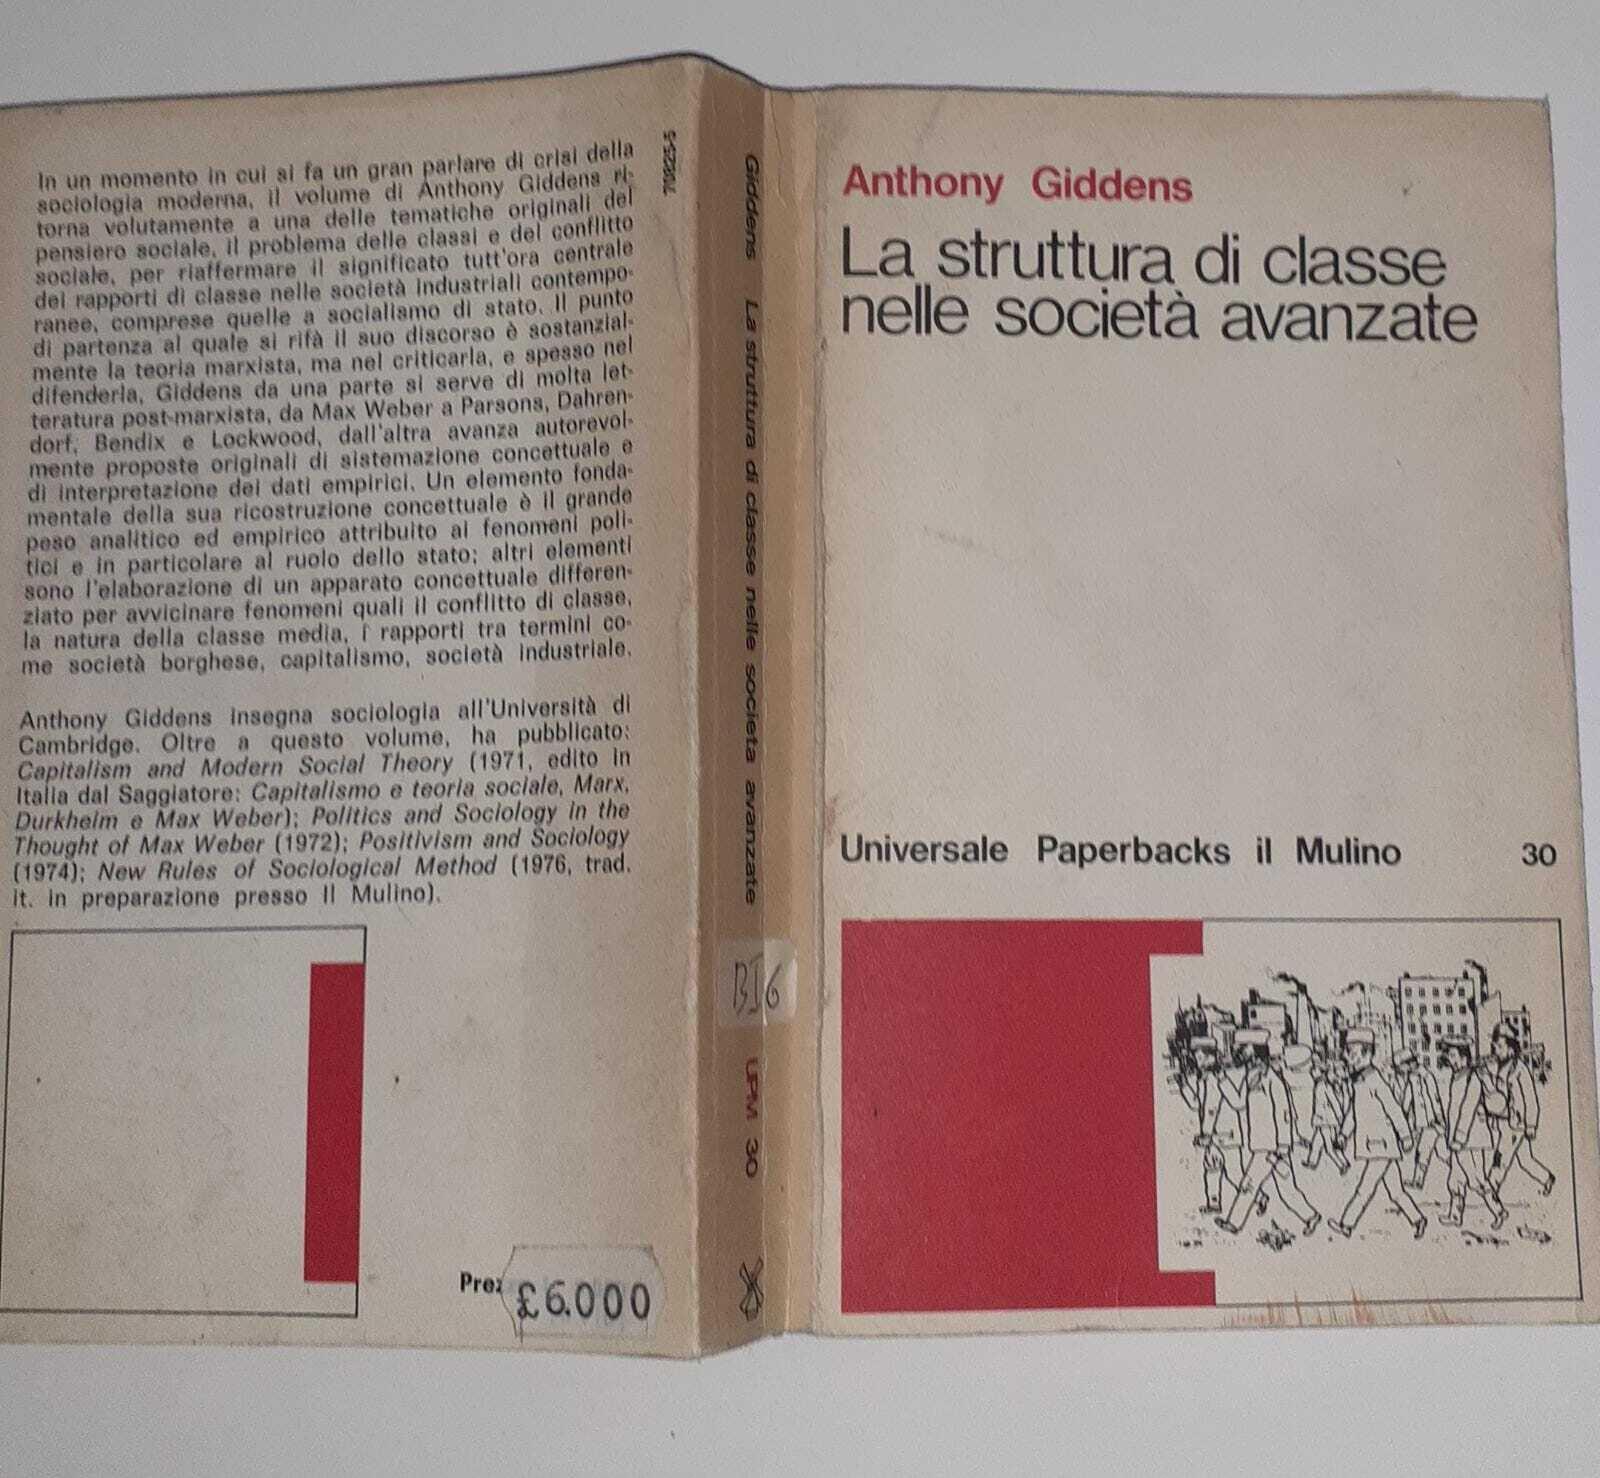 In un momento in cui si fa un gran parlare di crisi della
sociologia moderna, il volume di Anthony Giddens ri-
torna volutamente a una delle tematiche originali del
pensiero sociale, il problema delle classi e del conflitto
sociale, per riaffermare il significato tutt'ora centrale
dei rapporti di classe nelle società industriali contempo-
ranee, comprese quelle a socialismo di stato. Il punto
di partenza al quale si rifà il suo discorso è sostanzial-
mente la teoria marxista, ma nel criticarla, e spesso nel
difenderla, Giddens da una parte si serve di molta let-
teratura post-marxista, da Max Weber a Parsons, Dahren-
dorf, Bendix e Lockwood, dall'altra avanza autorevol-
mente proposte originali di sistemazione concettuale e
di interpretazione dei dati empirici. Un elemento fonda-
mentale della sua ricostruzione concettuale è il grande
peso analitico ed empirico attribuito ai fenomeni poli-
tici e in particolare al ruolo dello stato; altri elementi
sono l'elaborazione di un apparato concettuale differen-
ziato per avvicinare fenomeni quali il conflitto di classe,
la natura della classe media, i rapporti tra termini co-
me società borghese, capitalismo, società industriale.
Anthony Giddens insegna sociologia all'Università di
Cambridge. Oltre a questo volume, ha pubblicato:
Capitalism and Modern Social Theory (1971, edito in
Italia dal Saggiatore: Capitalismo e teoria sociale, Marx,
Durkheim e Max Weber); Politics and Sociology in the
Thought of Max Weber (1972); Positivism and Sociology
(1974); New Rules of Sociological Method (1976, trad.
it. in preparazione presso Il Mulino).
£6.000
70825-5
Giddens La struttura di classe nelle società avanzate
BI6
UPM 30
Anthony Giddens
La struttura di classe
nelle società avanzate
Universale Paperbacks il Mulino 30